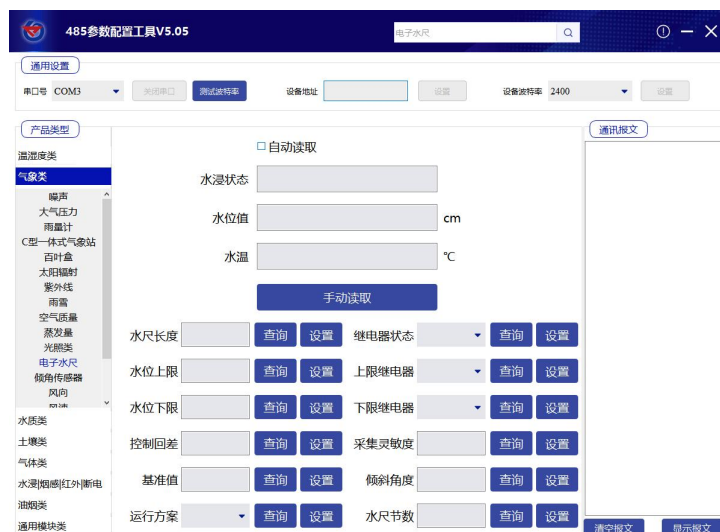 485参数配置工具V5.05
电子水尺
通用设置
串口号 COM3 关闭串口 测试波特率 设备地址 设置 设备波特率 2400 设置
产品类型
通讯报文
温湿度类
气象类
噪声
大气压力
雨量计
C型一体式气象站
百叶盒
太阳辐射
紫外线
雨雪
空气质量
蒸发量
光照类
电子水尺
倾角传感器
风向
风速
水质类
土壤类
气体类
水浸|烟感|红外|断电
油烟类
通用模块类
自动读取
水浸状态
水位值 cm
水温 ℃
手动读取
水尺长度 查询 设置 继电器状态 查询 设置
水位上限 查询 设置 上限继电器 查询 设置
水位下限 查询 设置 下限继电器 查询 设置
控制回差 查询 设置 采集灵敏度 查询 设置
基准值 查询 设置 倾斜角度 查询 设置
运行方案 查询 设置 水尺节数 查询 设置
清空报文 显示报文